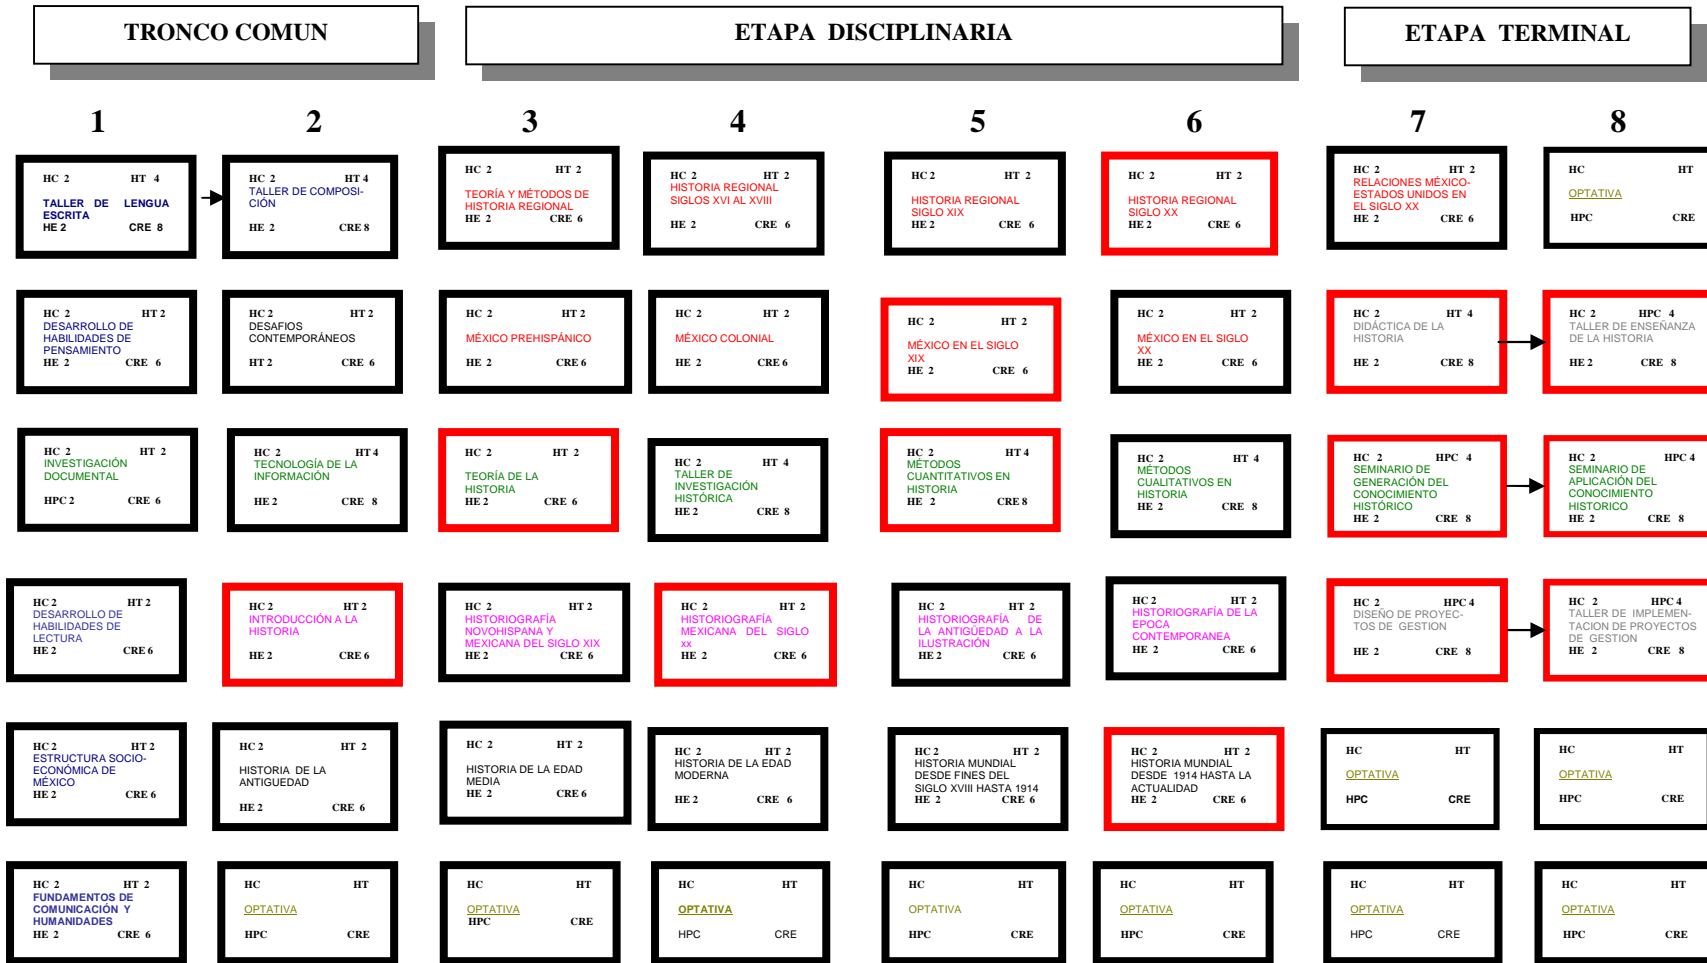 TRONCO COMUN
ETAPA DISCIPLINARIA
ETAPA TERMINAL
1 2 3 4 5 6 7 8
HC 2 HT 4
TALLER DE LENGUA
ESCRITA
HE 2 CRE 8
HC 2 HT 4
TALLER DE COMPOSI-
CIÓN
HE 2 CRE 8
HC 2 HT 2
TEORÍA Y MÉTODOS DE
HISTORIA REGIONAL
HE 2 CRE 6
HC 2 HT 2
HISTORIA REGIONAL
SIGLOS XVI AL XVIII
HE 2 CRE 6
HC 2 HT 2
HISTORIA REGIONAL
SIGLO XIX
HE 2 CRE 6
HC 2 HT 2
HISTORIA REGIONAL
SIGLO XX
HE 2 CRE 6
HC 2 HT 2
RELACIONES MÉXICO-
ESTADOS UNIDOS EN
EL SIGLO XX
HE 2 CRE 6
HC HT
OPTATIVA
HPC CRE
HC 2 HT 2
DESARROLLO DE
HABILIDADES DE
PENSAMIENTO
HE 2 CRE 6
HC 2 HT 2
DESAFIOS
CONTEMPORÁNEOS
HT 2 CRE 6
HC 2 HT 2
MÉXICO PREHISPÁNICO
HE 2 CRE 6
HC 2 HT 2
MÉXICO COLONIAL
HE 2 CRE 6
HC 2 HT 2
MÉXICO EN EL SIGLO
XIX
HE 2 CRE 6
HC 2 HT 2
MÉXICO EN EL SIGLO
XX
HE 2 CRE 6
HC 2 HT 4
DIDÁCTICA DE LA
HISTORIA
HE 2 CRE 8
HC 2 HPC 4
TALLER DE ENSEÑANZA
DE LA HISTORIA
HE 2 CRE 8
HC 2 HT 2
INVESTIGACIÓN
DOCUMENTAL
HPC 2 CRE 6
HC 2 HT 4
TECNOLOGÍA DE LA
INFORMACIÓN
HE 2 CRE 8
HC 2 HT 2
TEORÍA DE LA
HISTORIA
HE 2 CRE 6
HC 2 HT 4
TALLER DE
INVESTIGACIÓN
HISTÓRICA
HE 2 CRE 8
HC 2 HT 4
MÉTODOS
CUANTITATIVOS EN
HISTORIA
HE 2 CRE 8
HC 2 HT 4
MÉTODOS
CUALITATIVOS EN
HISTORIA
HE 2 CRE 8
HC 2 HPC 4
SEMINARIO DE
GENERACIÓN DEL
CONOCIMIENTO
HISTÓRICO
HE 2 CRE 8
HC 2 HPC 4
SEMINARIO DE
APLICACIÓN DEL
CONOCIMIENTO
HISTORICO
HE 2 CRE 8
HC 2 HT 2
DESARROLLO DE
HABILIDADES DE
LECTURA
HE 2 CRE 6
HC 2 HT 2
INTRODUCCIÓN A LA
HISTORIA
HE 2 CRE 6
HC 2 HT 2
HISTORIOGRAFÍA
NOVOHISPANA Y
MEXICANA DEL SIGLO XIX
HE 2 CRE 6
HC 2 HT 2
HISTORIOGRAFÍA
MEXICANA DEL SIGLO
xx
HE 2 CRE 6
HC 2 HT 2
HISTORIOGRAFÍA DE
LA ANTIGÜEDAD A LA
ILUSTRACIÓN
HE 2 CRE 6
HC 2 HT 2
HISTORIOGRAFÍA DE LA
EPOCA
CONTEMPORANEA
HE 2 CRE 6
HC 2 HPC 4
DISEÑO DE PROYEC-
TOS DE GESTION
HE 2 CRE 8
HC 2 HPC 4
TALLER DE IMPLEMEN-
TACION DE PROYECTOS
DE GESTION
HE 2 CRE 8
HC 2 HT 2
ESTRUCTURA SOCIO-
ECONÓMICA DE
MÉXICO
HE 2 CRE 6
HC 2 HT 2
HISTORIA DE LA
ANTIGUEDAD
HE 2 CRE 6
HC 2 HT 2
HISTORIA DE LA EDAD
MEDIA
HE 2 CRE 6
HC 2 HT 2
HISTORIA DE LA EDAD
MODERNA
HE 2 CRE 6
HC 2 HT 2
HISTORIA MUNDIAL
DESDE FINES DEL
SIGLO XVIII HASTA 1914
HE 2 CRE 6
HC 2 HT 2
HISTORIA MUNDIAL
DESDE 1914 HASTA LA
ACTUALIDAD
HE 2 CRE 6
HC HT
OPTATIVA
HPC CRE
HC HT
OPTATIVA
HPC CRE
HC 2 HT 2
FUNDAMENTOS DE
COMUNICACIÓN Y
HUMANIDADES
HE 2 CRE 6
HC HT
OPTATIVA
HPC CRE
HC HT
OPTATIVA
HPC CRE
HC HT
OPTATIVA
HPC CRE
HC HT
OPTATIVA
HPC CRE
HC HT
OPTATIVA
HPC CRE
HC HT
OPTATIVA
HPC CRE
HC HT
OPTATIVA
HPC CRE